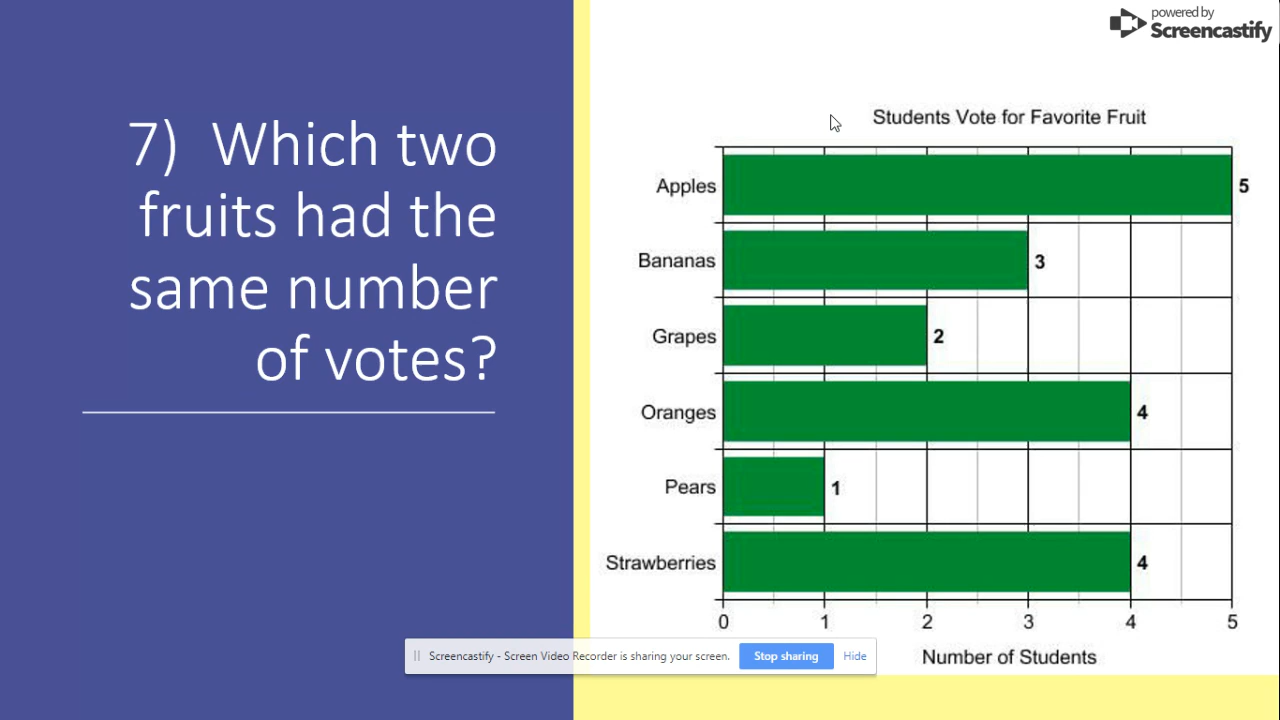 powered by
Screencastify
7) Which two
fruits had the
same number
of votes?
Students Vote for Favorite Fruit
Apples 5
Bananas 3
Grapes 2
Oranges 4
Pears 1
Strawberries 4
0 1 2 3 4 5
Number of Students
Screencastify - Screen Video Recorder is sharing your screen. Stop sharing Hide